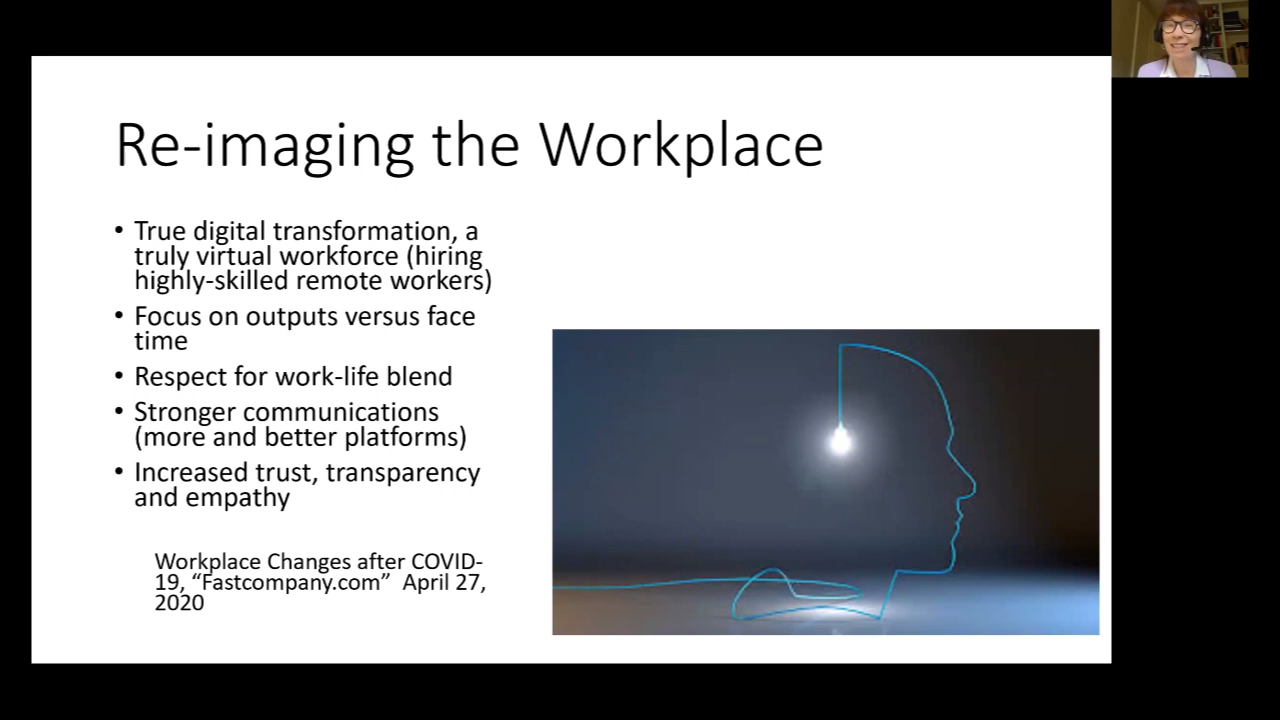 Re-imaging the Workplace
• True digital transformation, a
truly virtual workforce (hiring
highly-skilled remote workers)
• Focus on outputs versus face
time
• Respect for work-life blend
• Stronger communications
(more and better platforms)
• Increased trust, transparency
and empathy
Workplace Changes after COVID-
19, “Fastcompany.com” April 27,
2020